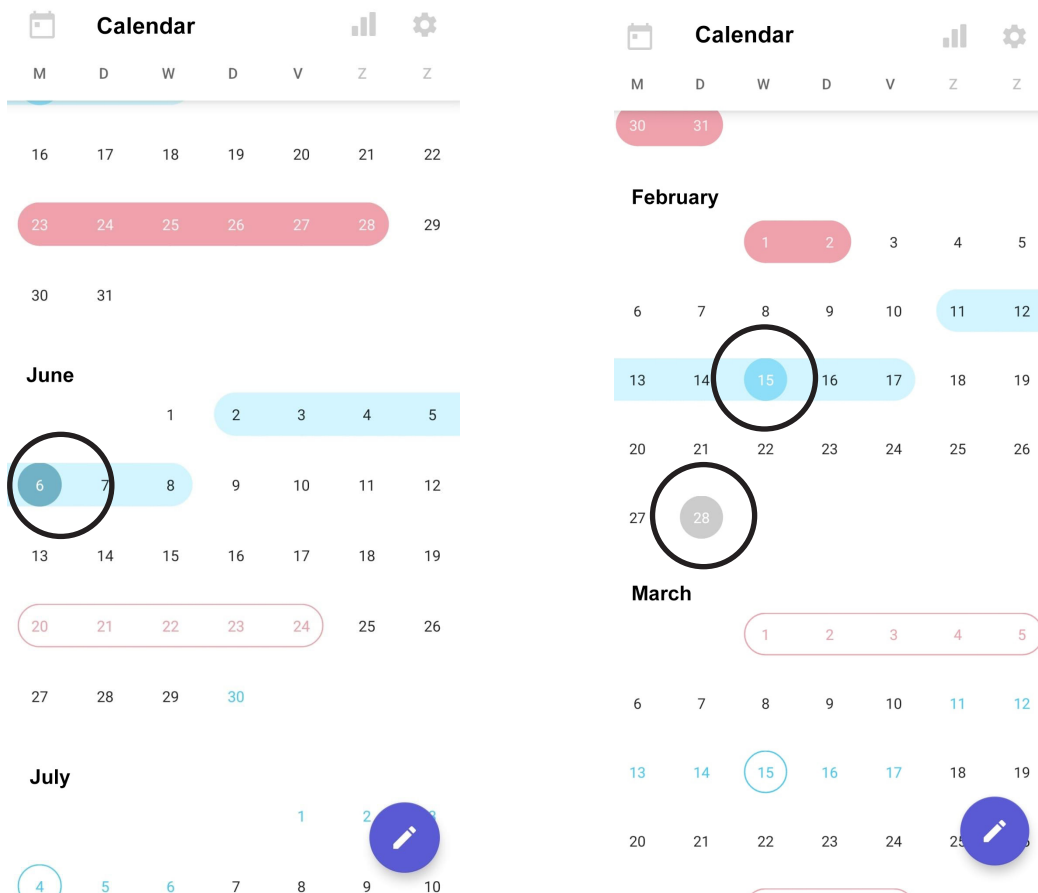 Calendar
M D W D V Z Z
16 17 18 19 20 21 22
23 24 25 26 27 28 29
30 31
June
1 2 3 4 5
6 7 8 9 10 11 12
13 14 15 16 17 18 19
20 21 22 23 24 25 26
27 28 29 30
July
1 2
4 5 6 7 8 9 10
Calendar
M D W D V Z Z
30 31
February
1 2 3 4 5
6 7 8 9 10 11 12
13 14 15 16 17 18 19
20 21 22 23 24 25 26
27 28
March
1 2 3 4 5
6 7 8 9 10 11 12
13 14 15 16 17 18 19
20 21 22 23 24